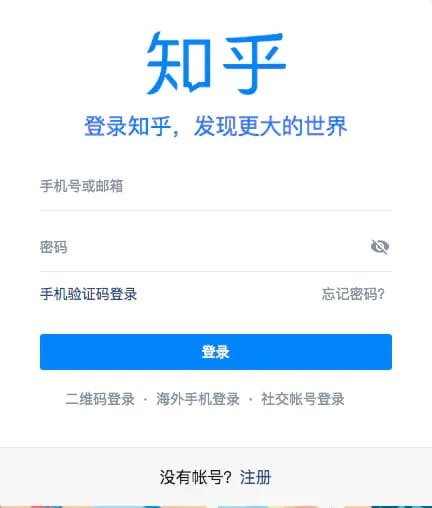 知乎
登录知乎，发现更大的世界
手机号或邮箱
密码
手机验证码登录 忘记密码？
登录
二维码登录 · 海外手机登录 · 社交帐号登录
没有帐号？注册